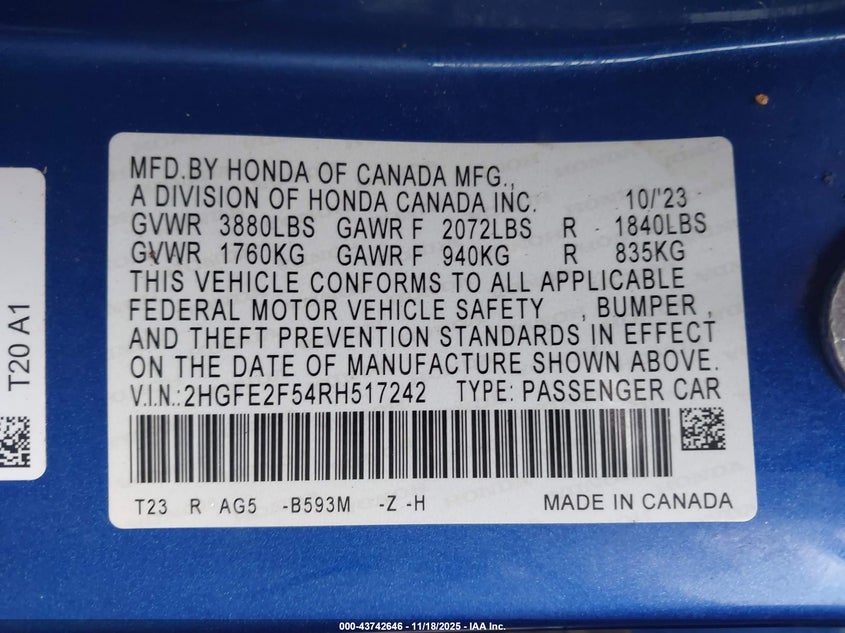 MFD.BY HONDA OF CANADA MFG.,
A DIVISION OF HONDA CANADA INC. 10/'23
GVWR 3880LBS GAWR F 2072LBS R 1840LBS
GVWR 1760KG GAWR F 940KG R 835KG
THIS VEHICLE CONFORMS TO ALL APPLICABLE
FEDERAL MOTOR VEHICLE SAFETY , BUMPER ,
AND THEFT PREVENTION STANDARDS IN EFFECT
ON THE DATE OF MANUFACTURE SHOWN ABOVE.
V.I.N.:2HGFE2F54RH517242 TYPE: PASSENGER CAR
T23 R AG5 -B593M -Z -H MADE IN CANADA
T20 A1
000-43742646 - 11/18/2025 - IAA Inc.